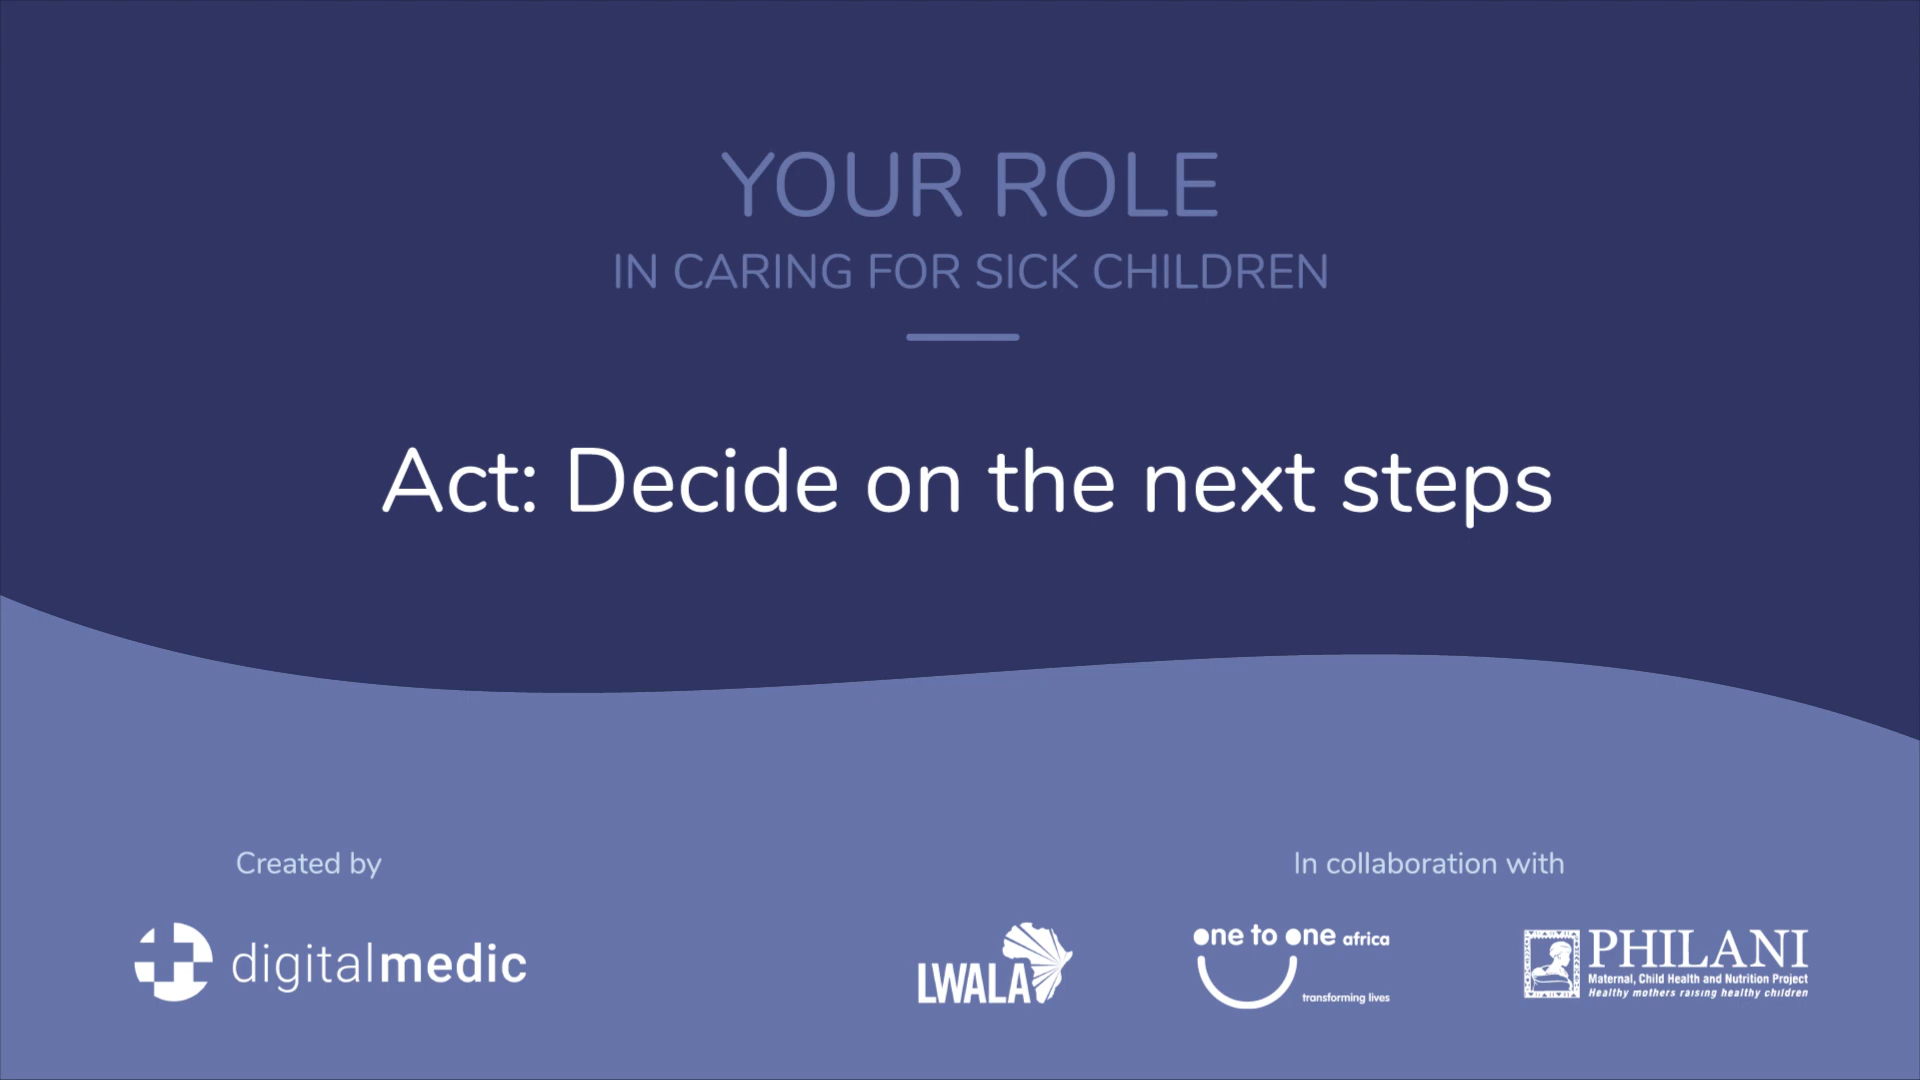 YOUR ROLE
IN CARING FOR SICK CHILDREN
Act: Decide on the next steps
Created by
digitalmedic
In collaboration with
LWALA
one to one africa
transforming lives
PHILANI
Maternal, Child Health and Nutrition Project
Healthy mothers raising healthy children